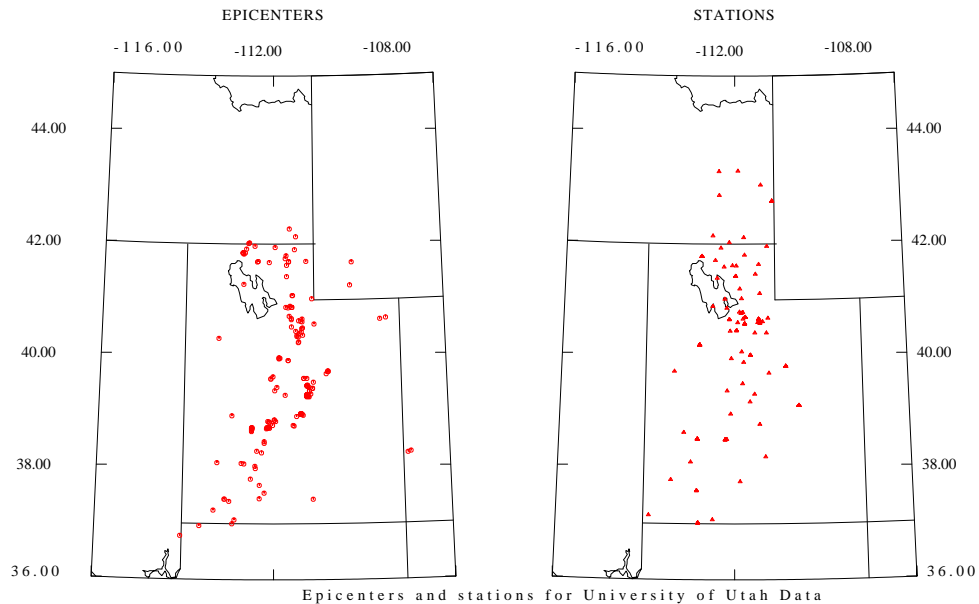 EPICENTERS STATIONS
-116.00 -112.00 -108.00 -116.00 -112.00 -108.00
44.00 44.00
42.00 42.00
40.00 40.00
38.00 38.00
36.00 36.00
Epicenters and stations for University of Utah Data